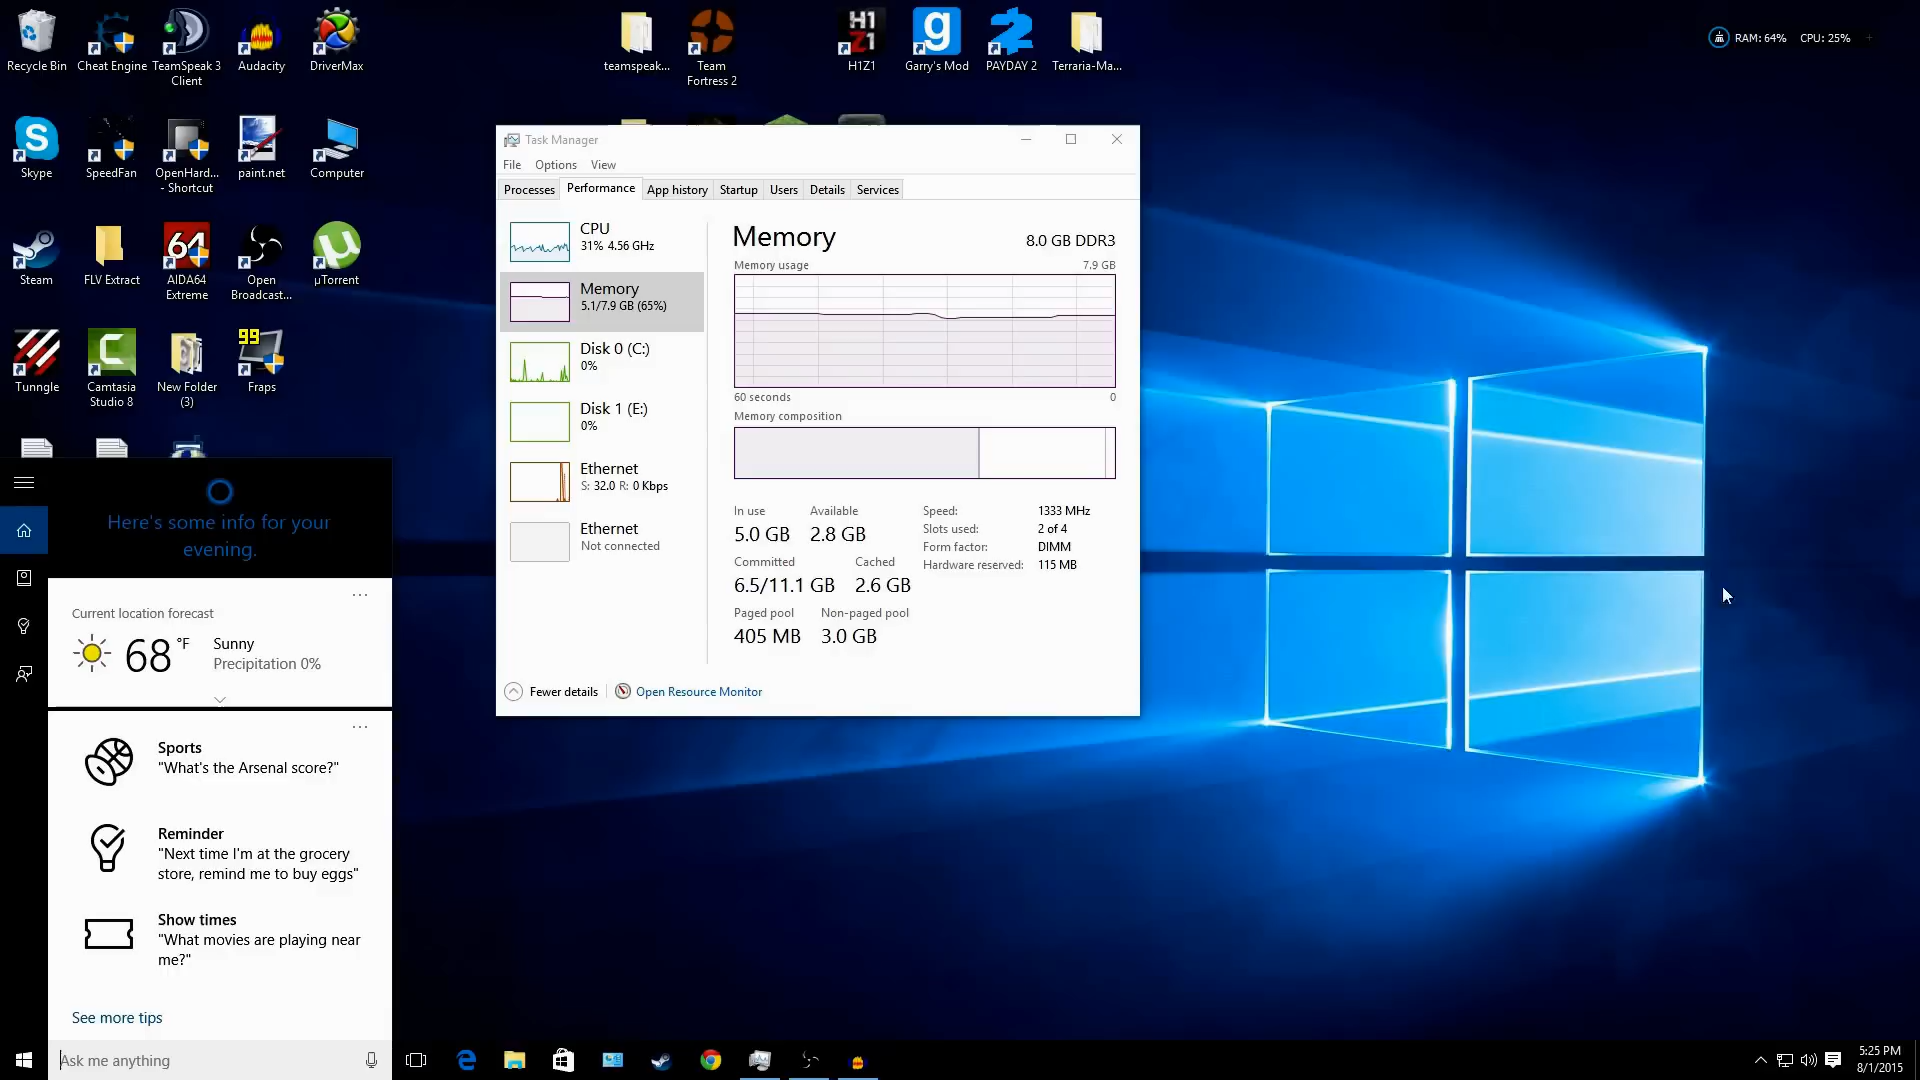 Recycle Bin
Cheat Engine
TeamSpeak 3
Client
Audacity
DriverMax
teamspeak...
Team
Fortress 2
H1
Z1
H1Z1
g
Garry's Mod
PAYDAY 2
Terraria-Ma...
RAM: 64%
CPU: 25%
S
Skype
SpeedFan
OpenHard...
- Shortcut
paint.net
Computer
Steam
FLV Extract
64
AIDA64
Extreme
Open
Broadcast...
µ
µTorrent
Tunngle
C
Camtasia
Studio 8
New Folder
(3)
99
Fraps
Task Manager
File
Options
View
Processes
Performance
App history
Startup
Users
Details
Services
CPU
31% 4.56 GHz
Memory
5.1/7.9 GB (65%)
Disk 0 (C:)
0%
Disk 1 (E:)
0%
Ethernet
S: 32.0 R: 0 Kbps
Ethernet
Not connected
Memory
8.0 GB DDR3
Memory usage
7.9 GB
60 seconds
0
Memory composition
In use
5.0 GB
Available
2.8 GB
Committed
6.5/11.1 GB
Cached
2.6 GB
Paged pool
405 MB
Non-paged pool
3.0 GB
Speed:
1333 MHz
Slots used:
2 of 4
Form factor:
DIMM
Hardware reserved:
115 MB
Fewer details
Open Resource Monitor
Here's some info for your
evening.
Current location forecast
68 °F
Sunny
Precipitation 0%
Sports
"What's the Arsenal score?"
Reminder
"Next time I'm at the grocery
store, remind me to buy eggs"
Show times
"What movies are playing near
me?"
See more tips
Ask me anything
5:25 PM
8/1/2015